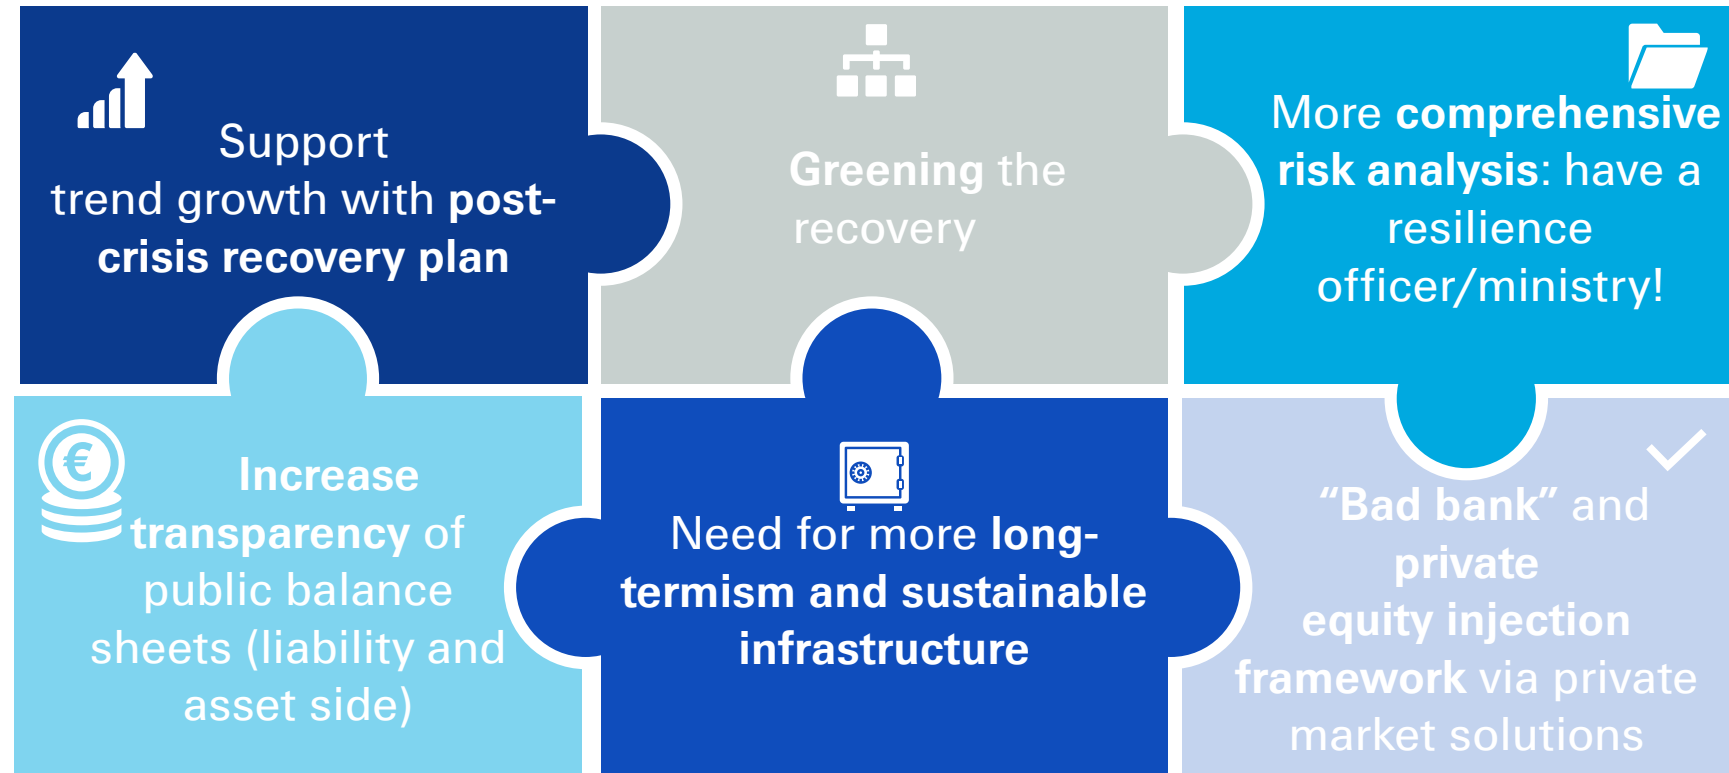 Support
trend growth with post-
crisis recovery plan
Greening the
recovery
More comprehensive
risk analysis: have a
resilience
officer/ministry!
€
Increase
transparency of
public balance
sheets (liability and
asset side)
Need for more long-
termism and sustainable
infrastructure
“Bad bank” and
private
equity injection
framework via private
market solutions